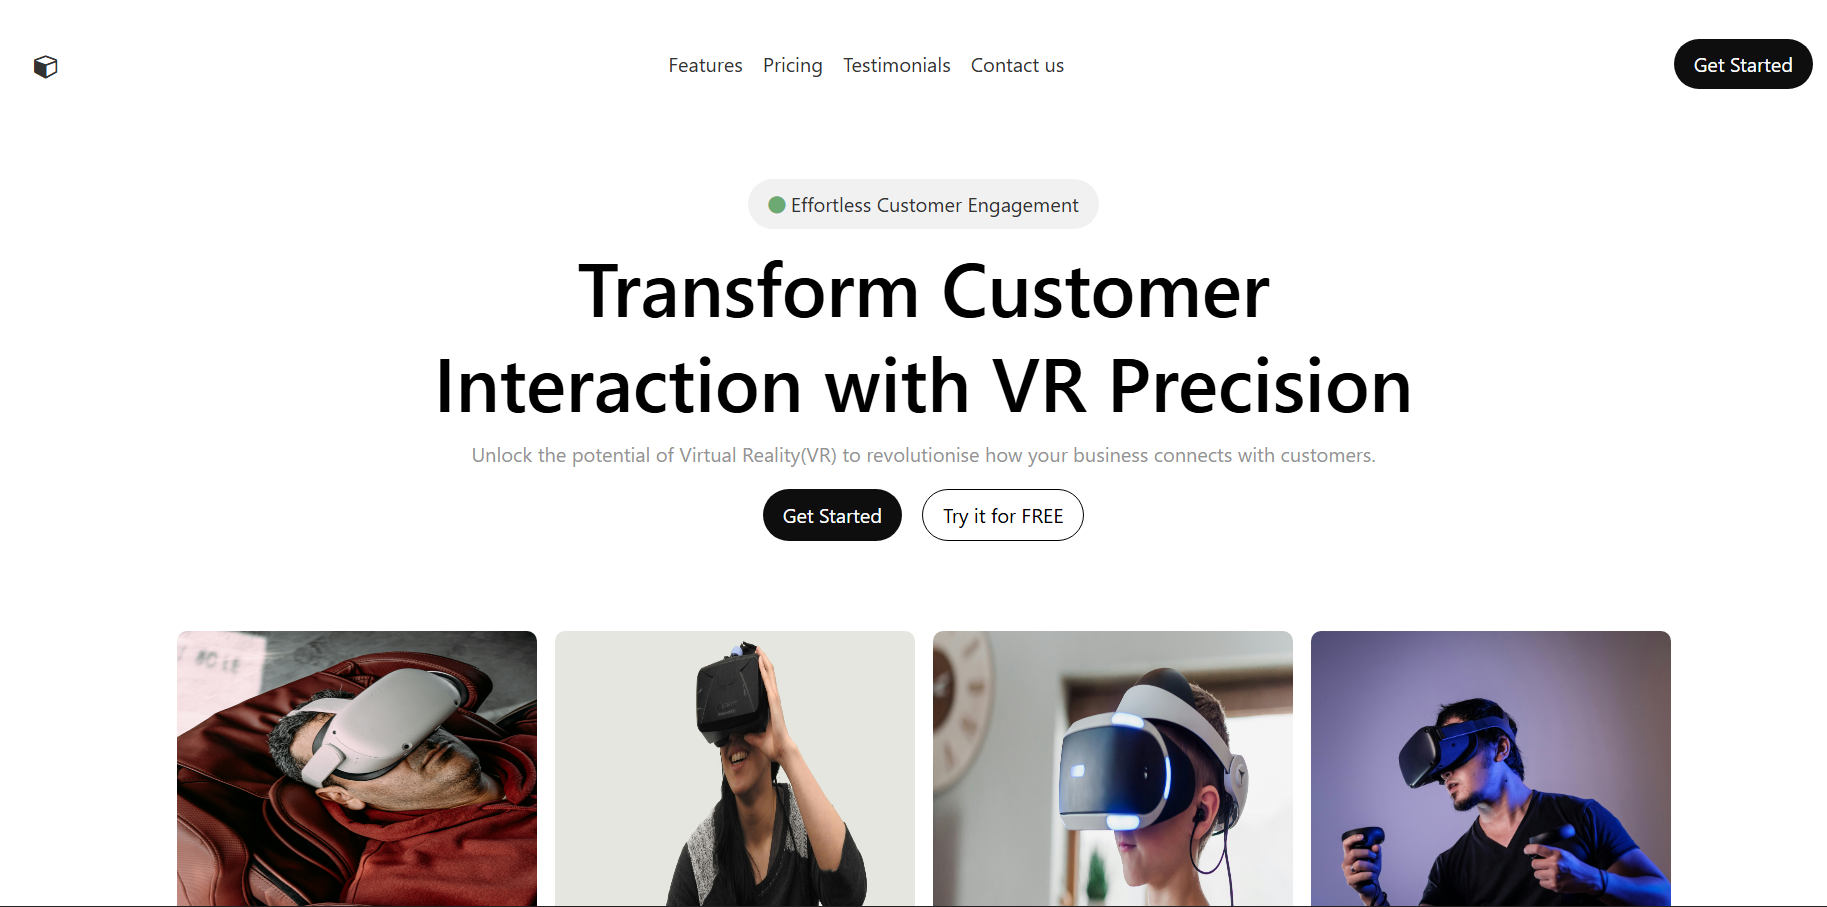 Features Pricing Testimonials Contact us Get Started
Effortless Customer Engagement
Transform Customer
Interaction with VR Precision
Unlock the potential of Virtual Reality(VR) to revolutionise how your business connects with customers.
Get Started Try it for FREE